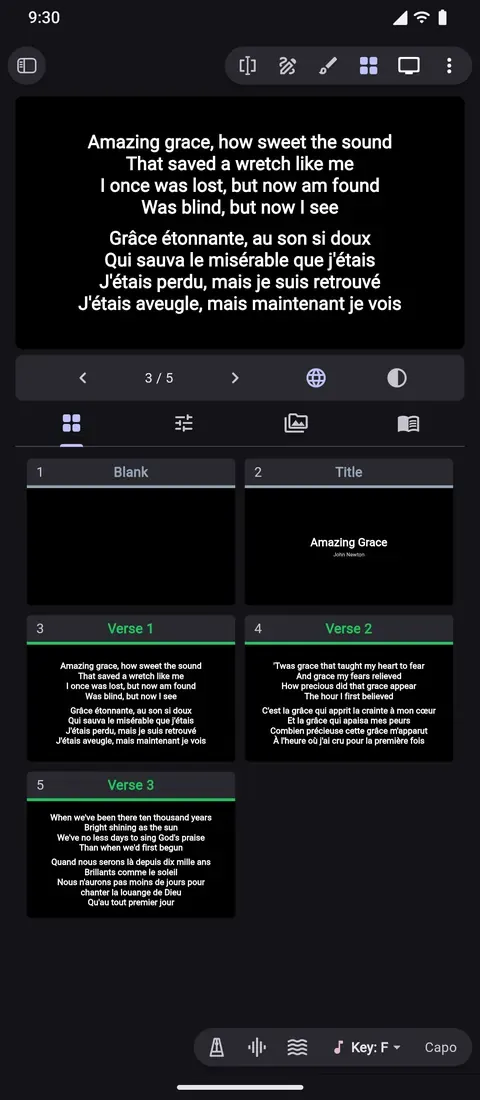 9:30
Amazing grace, how sweet the sound
That saved a wretch like me
I once was lost, but now am found
Was blind, but now I see
Grâce étonnante, au son si doux
Qui sauva le misérable que j'étais
J'étais perdu, mais je suis retrouvé
J'étais aveugle, mais maintenant je vois
3 / 5
1 Blank
2 Title
Amazing Grace
John Newton
3 Verse 1
Amazing grace, how sweet the sound
That saved a wretch like me
I once was lost, but now am found
Was blind, but now I see
Grâce étonnante, au son si doux
Qui sauva le misérable que j'étais
J'étais perdu, mais je suis retrouvé
J'étais aveugle, mais maintenant je vois
4 Verse 2
'Twas grace that taught my heart to fear
And grace my fears relieved
How precious did that grace appear
The hour I first believed
C'est la grâce qui apprit la crainte à mon cœur
Et la grâce qui apaisa mes peurs
Combien précieuse cette grâce m'apparut
À l'heure où j'ai cru pour la première fois
5 Verse 3
When we've been there ten thousand years
Bright shining as the sun
We've no less days to sing God's praise
Than when we'd first begun
Quand nous serons là depuis dix mille ans
Brillants comme le soleil
Nous n'aurons pas moins de jours pour
chanter la louange de Dieu
Qu'au tout premier jour
Key: F
Capo